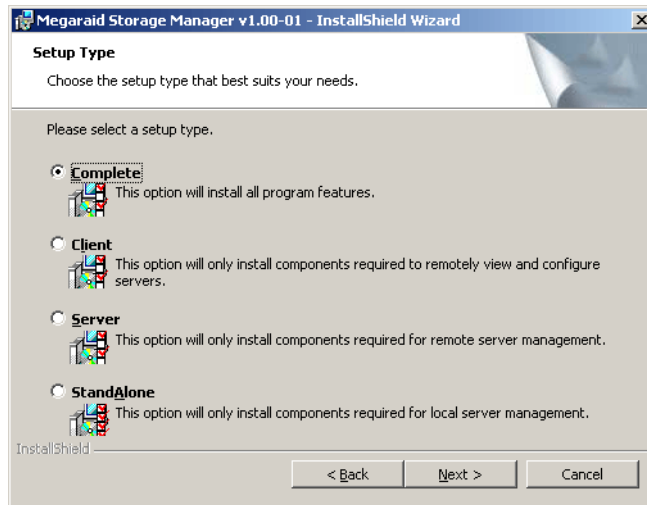 Megaraid Storage Manager v1.00-01 - InstallShield Wizard
Setup Type
Choose the setup type that best suits your needs.
Please select a setup type.
Complete
This option will install all program features.
Client
This option will only install components required to remotely view and configure
servers.
Server
This option will only install components required for remote server management.
StandAlone
This option will only install components required for local server management.
InstallShield
< Back
Next >
Cancel